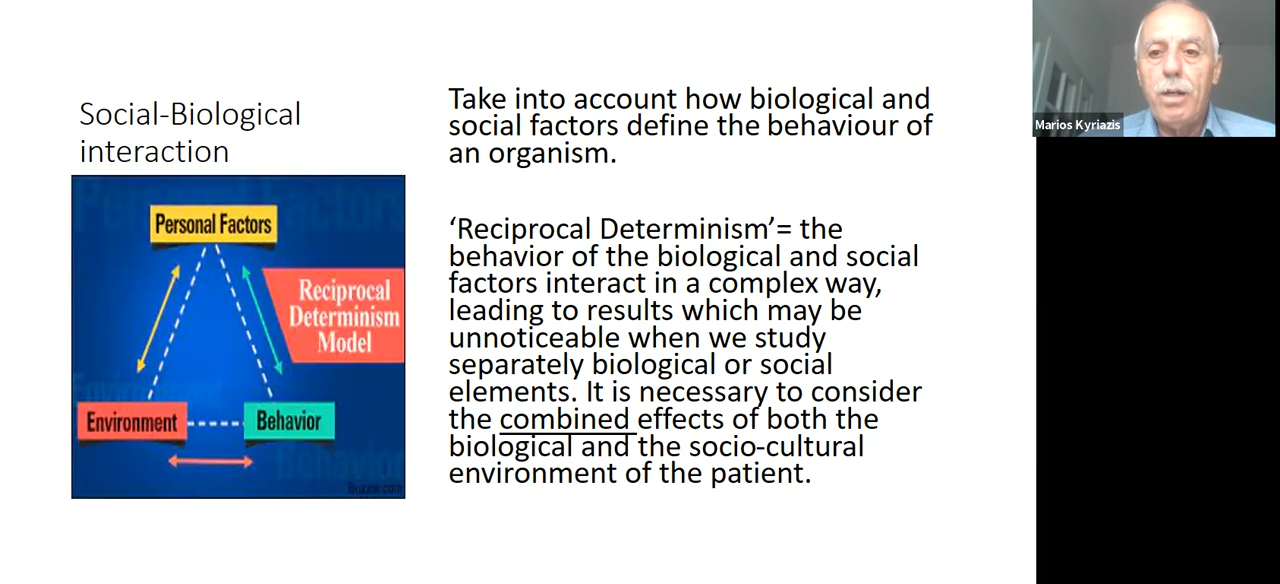 Social-Biological
interaction
Personal Factors
Reciprocal
Determinism
Model
Environment
Behavior
Take into account how biological and
social factors define the behaviour of
an organism.
‘Reciprocal Determinism’= the
behavior of the biological and social
factors interact in a complex way,
leading to results which may be
unnoticeable when we study
separately biological or social
elements. It is necessary to consider
the combined effects of both the
biological and the socio-cultural
environment of the patient.
Marios Kyriazis